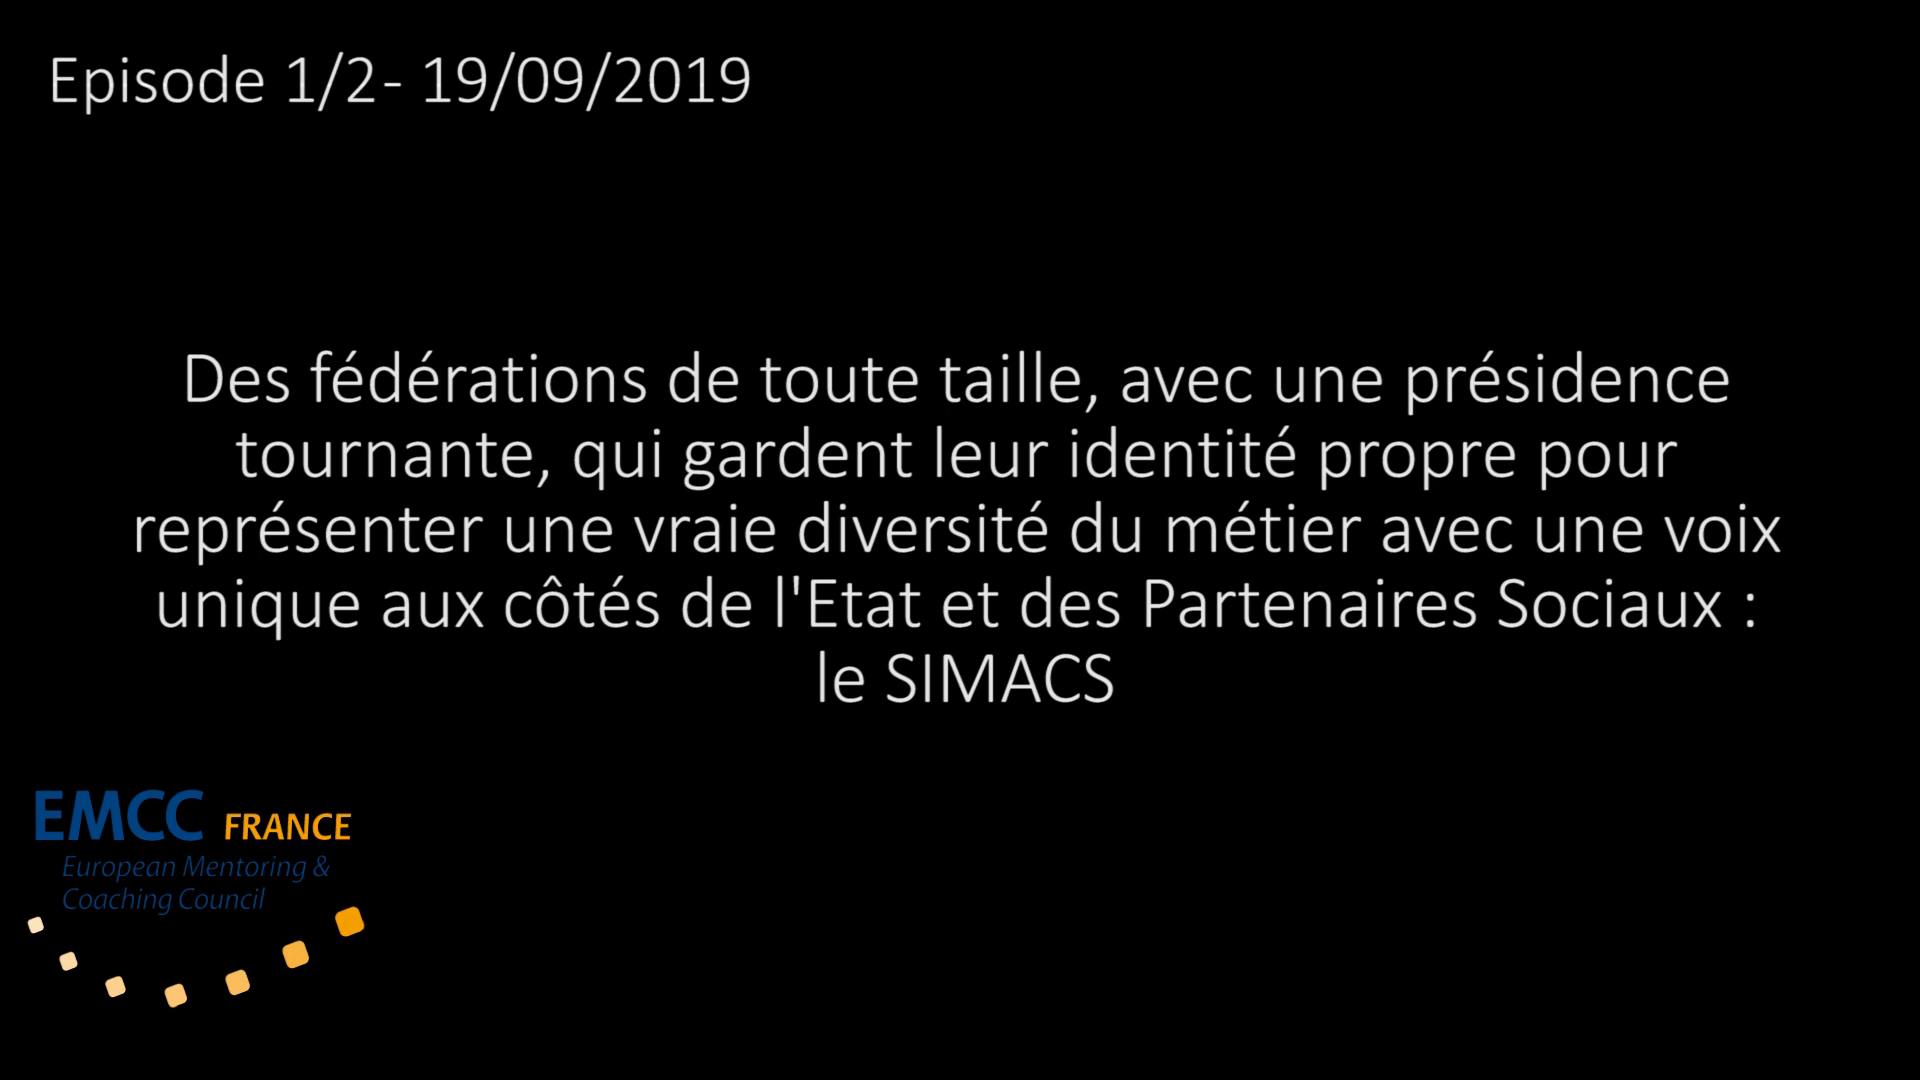 Episode 1/2 - 19/09/2019
Des fédérations de toute taille, avec une présidence
tournante, qui gardent leur identité propre pour
représenter une vraie diversité du métier avec une voix
unique aux côtés de l'Etat et des Partenaires Sociaux :
le SIMACS
EMCC FRANCE
European Mentoring &
Coaching Council